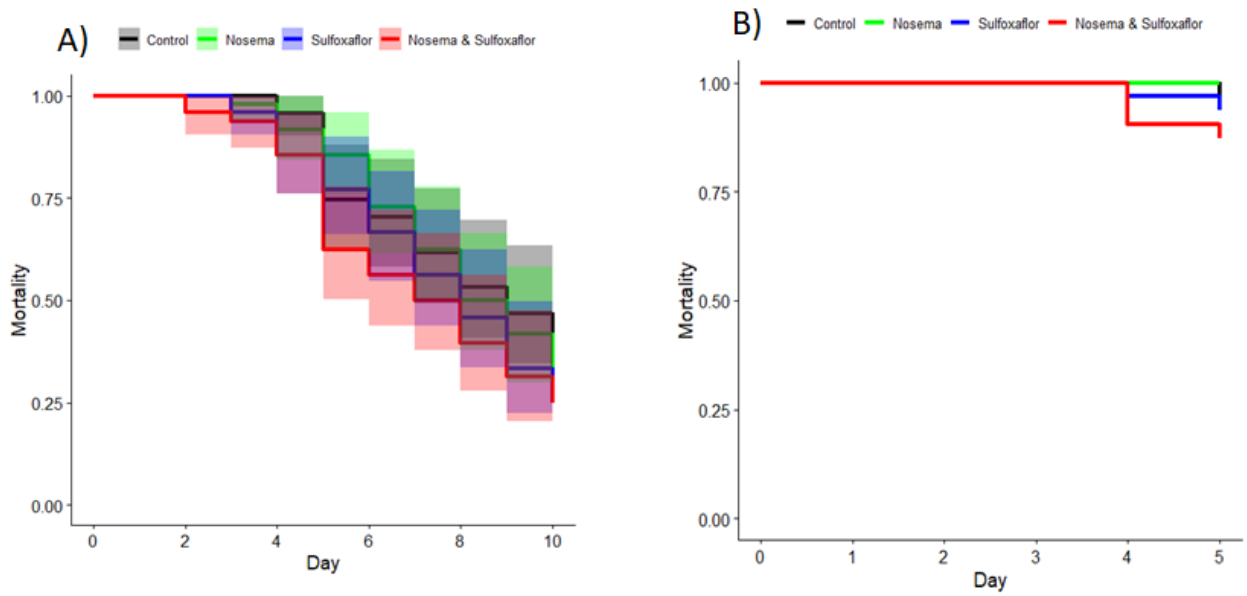 A)
Control Nosema Sulfoxaflor Nosema & Sulfoxaflor
1.00
0.75
0.50
0.25
0.00
Mortality
0 2 4 6 8 10
Day
B)
Control Nosema Sulfoxaflor Nosema & Sulfoxaflor
1.00
0.75
0.50
0.25
0.00
Mortality
0 1 2 3 4 5
Day